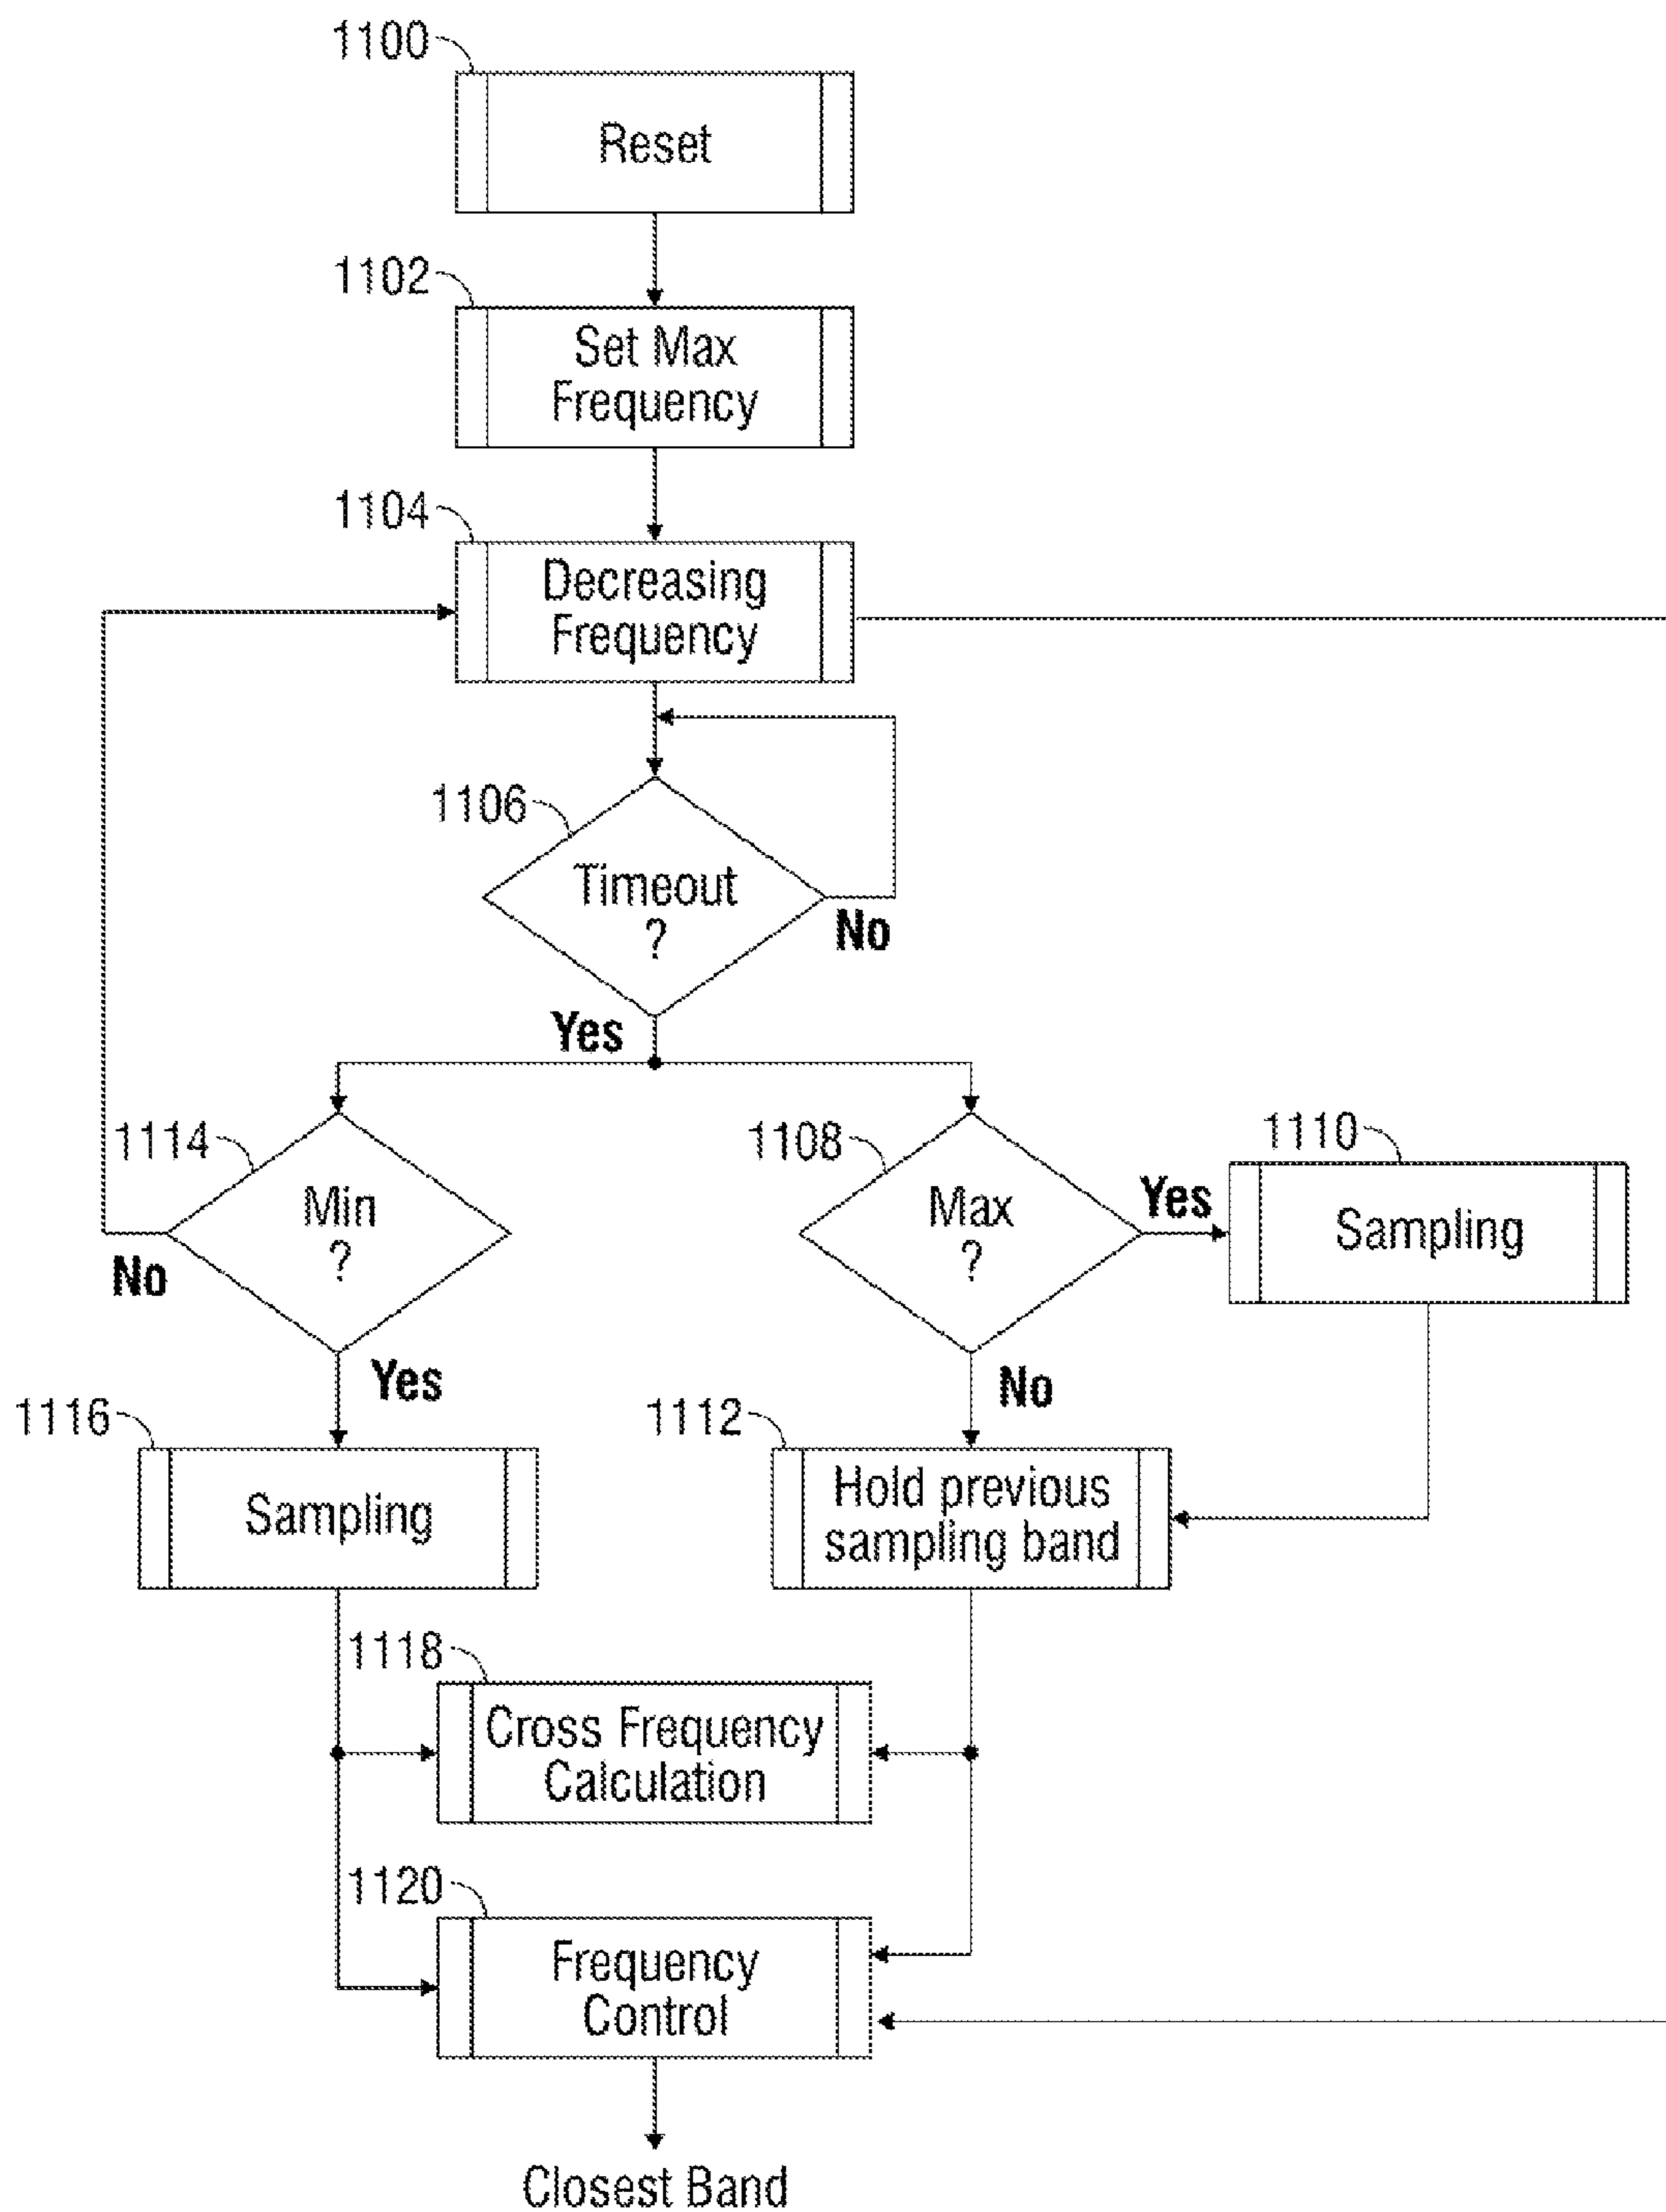 1100
Reset
1102
Set Max
Frequency
1104
Decreasing
Frequency
1106
Timeout
?
No
Yes
1114
Min
?
No
Yes
1108
Max
?
Yes
No
1110
Sampling
1116
Sampling
1112
Hold previous
sampling band
1118
Cross Frequency
Calculation
1120
Frequency
Control
Closest Band